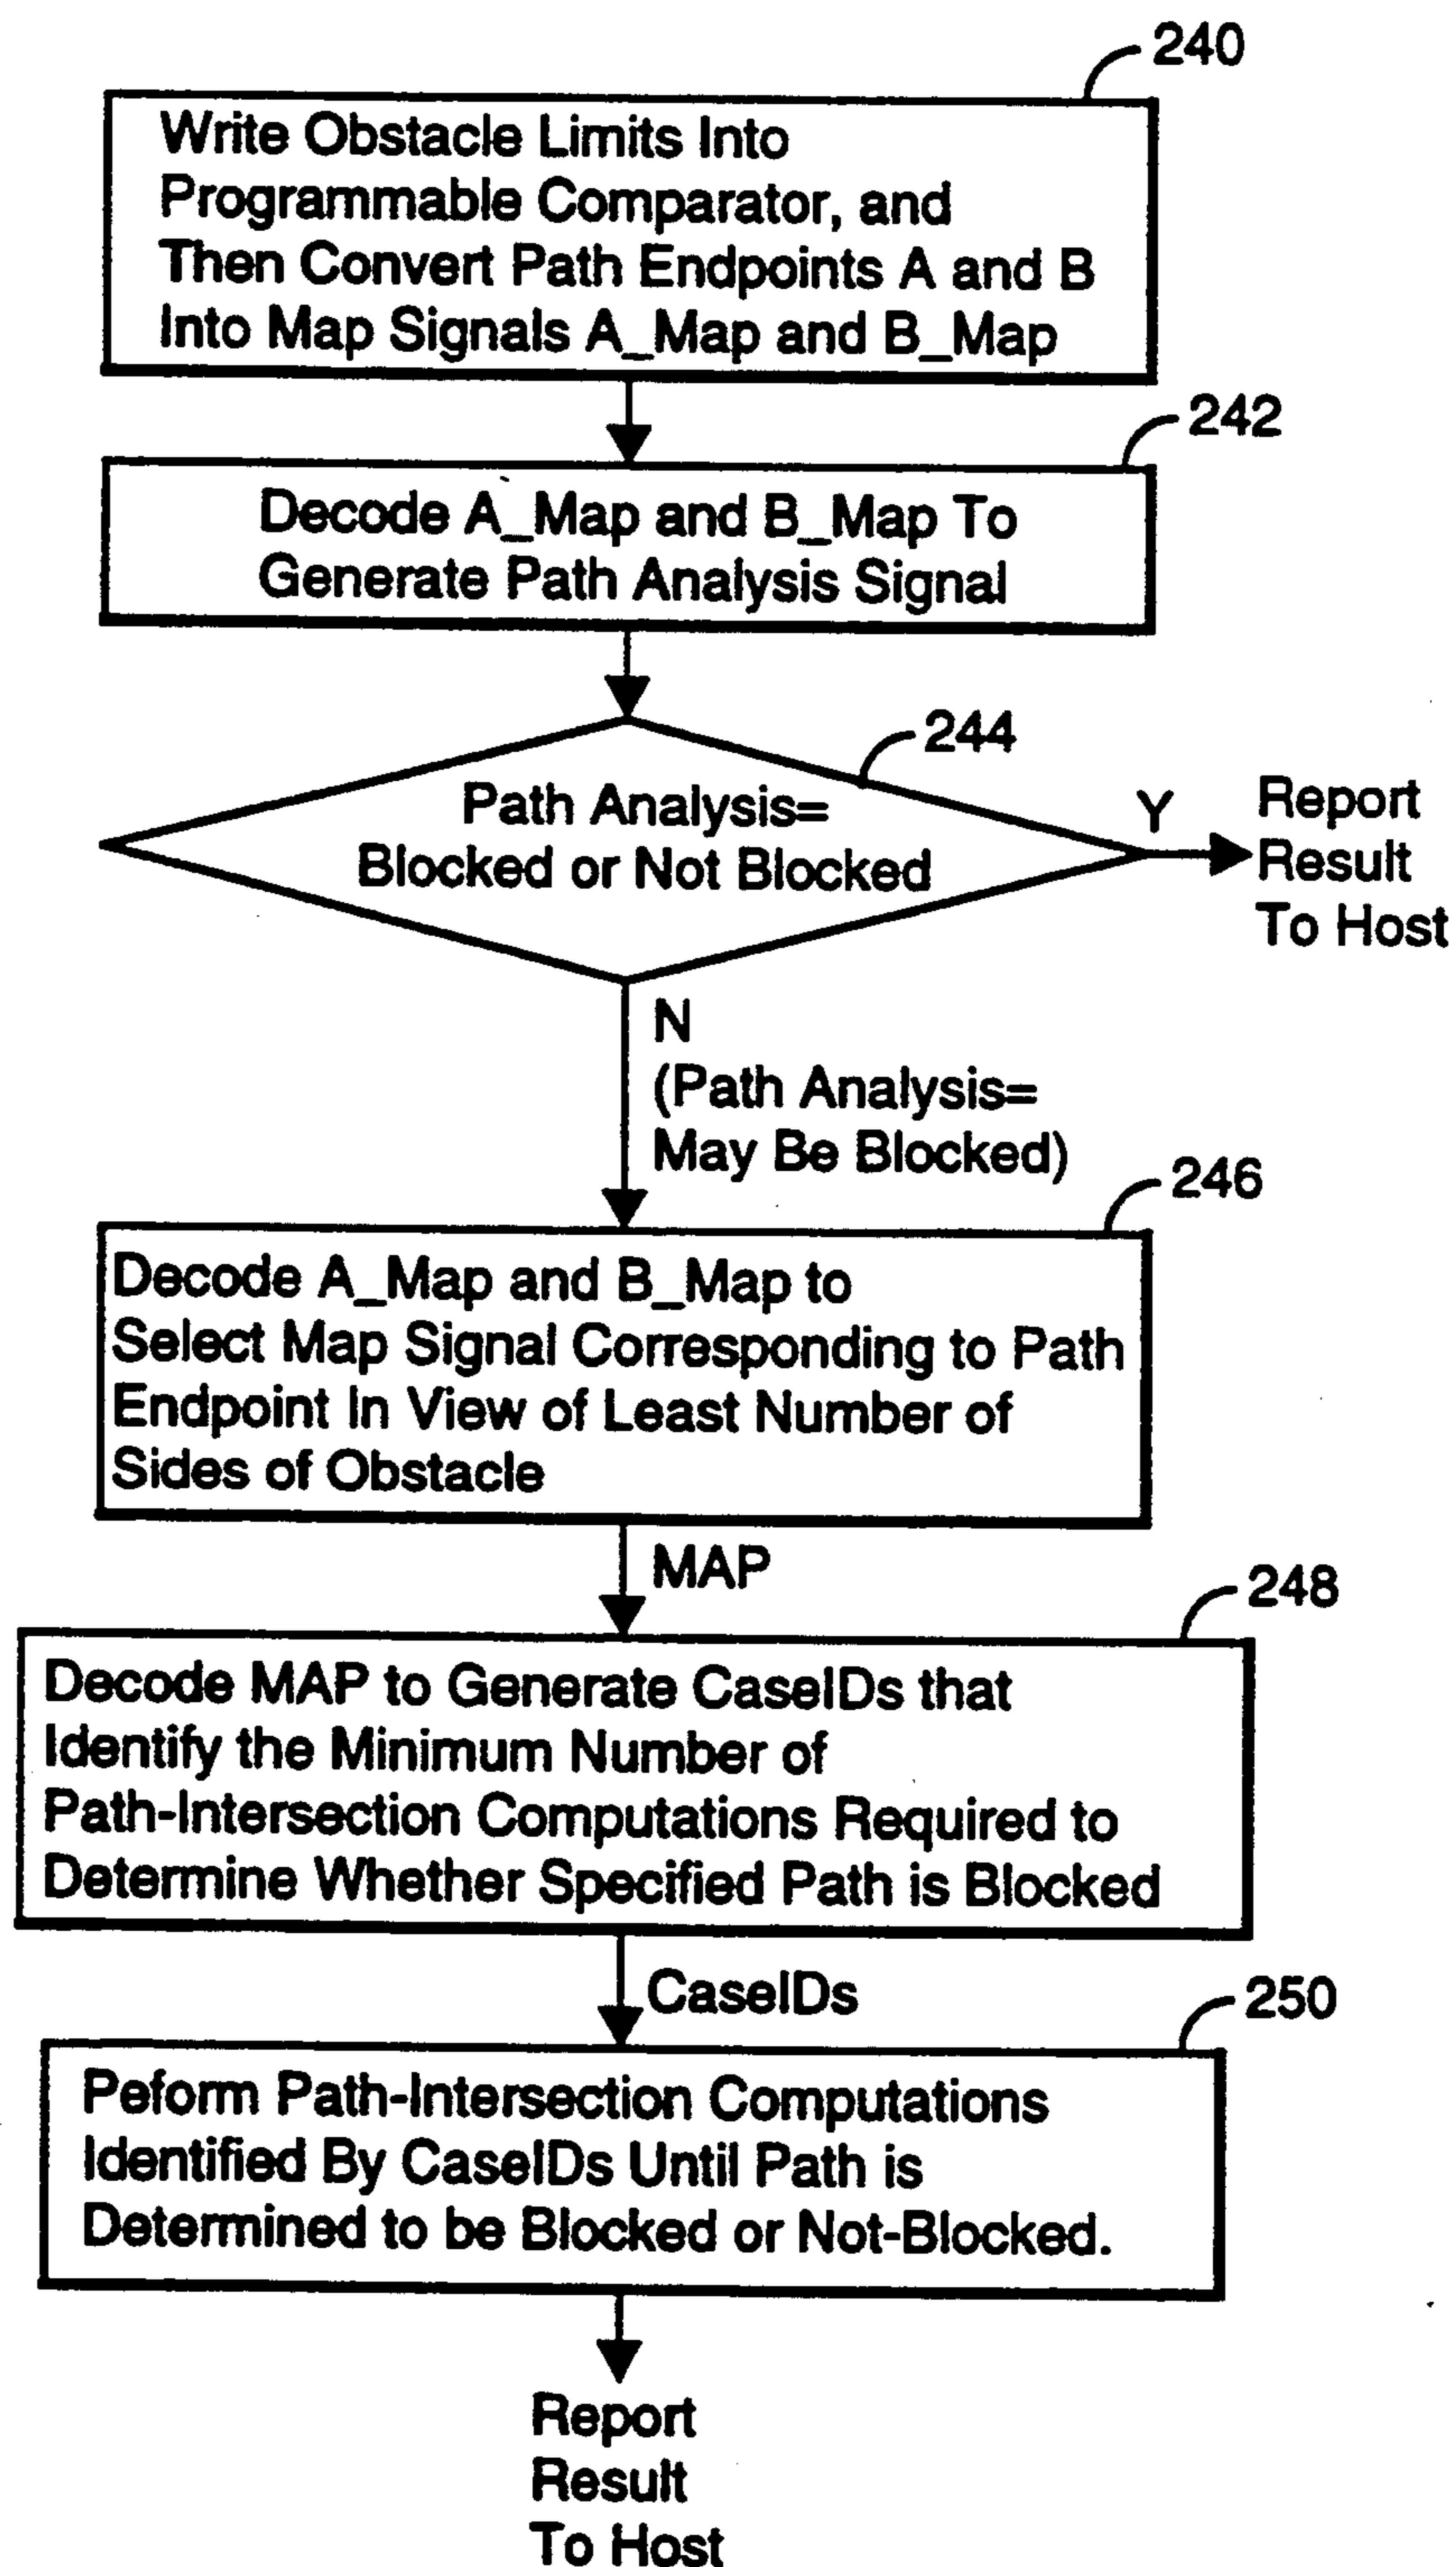 240
Write Obstacle Limits Into
Programmable Comparator, and
Then Convert Path Endpoints A and B
Into Map Signals A_Map and B_Map
242
Decode A_Map and B_Map To
Generate Path Analysis Signal
244
Path Analysis=
Blocked or Not Blocked
Y
Report
Result
To Host
N
(Path Analysis=
May Be Blocked)
246
Decode A_Map and B_Map to
Select Map Signal Corresponding to Path
Endpoint In View of Least Number of
Sides of Obstacle
MAP
248
Decode MAP to Generate CaseIDs that
Identify the Minimum Number of
Path-Intersection Computations Required to
Determine Whether Specified Path is Blocked
CaseIDs
250
Peform Path-Intersection Computations
Identified By CaseIDs Until Path is
Determined to be Blocked or Not-Blocked.
Report
Result
To Host